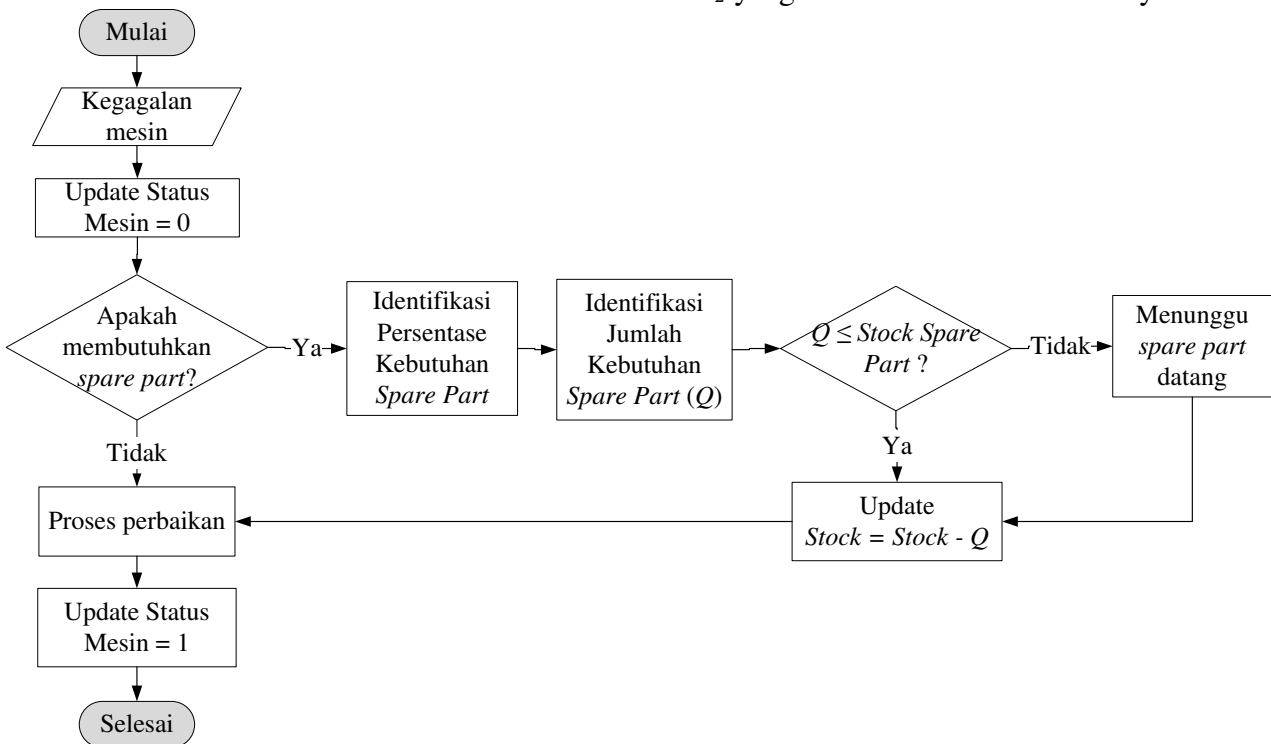 ₂ y
Mulai
Kegagalan
mesin
Update Status
Mesin = 0
Apakah
membutuhkan
spare part?
Ya
Identifikasi
Persentase
Kebutuhan
Spare Part
Identifikasi
Jumlah
Kebutuhan
Spare Part (Q)
Q ≤ Stock Spare
Part ?
Tidak
Menunggu
spare part
datang
Tidak
Ya
Proses perbaikan
Update
Stock = Stock - Q
Update Status
Mesin = 1
Selesai